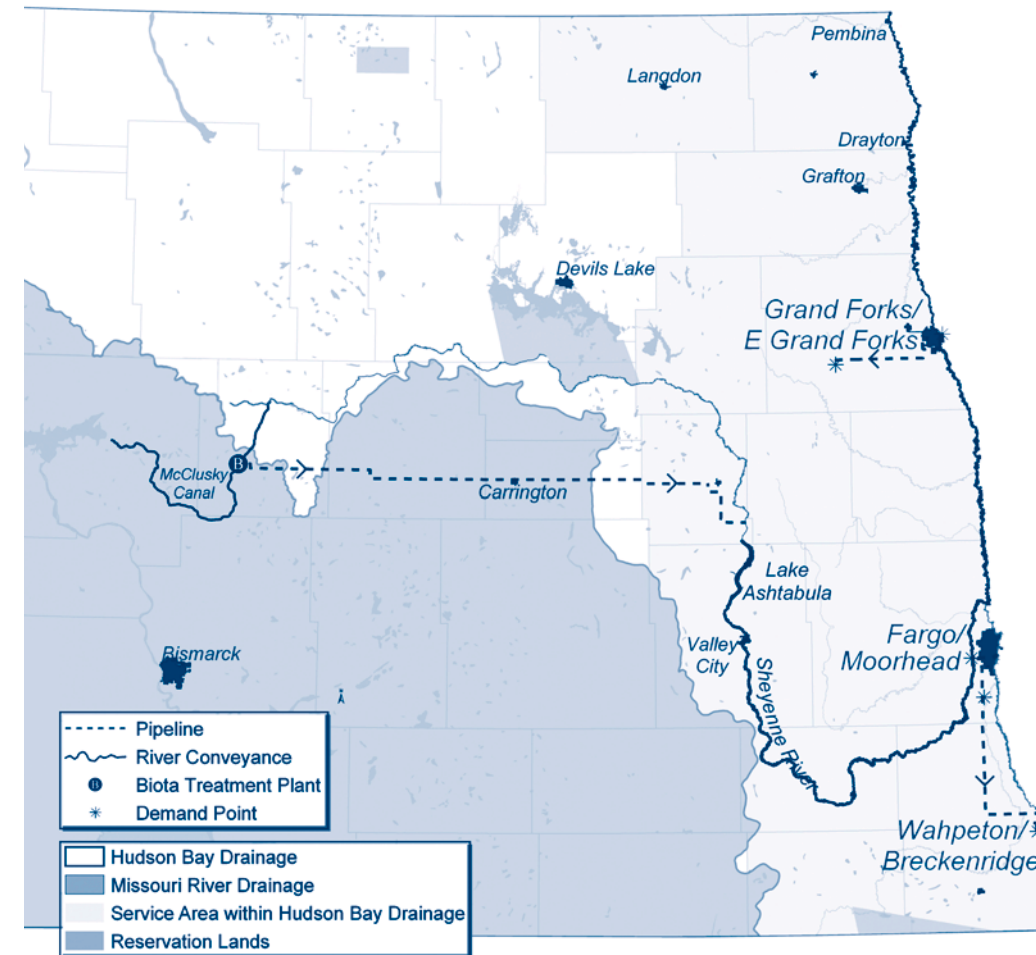 Pembina
Langdon
Drayton
Grafton
Devils Lake
Grand Forks/
E Grand Forks
McClusky
Canal
B
Carrington
Lake
Ashtabula
Fargo/
Moorhead
Valley
City
Sheyenne River
Bismarck
Pipeline
River Conveyance
B Biota Treatment Plant
Demand Point
Wahpeton/
Breckenridge
Hudson Bay Drainage
Missouri River Drainage
Service Area within Hudson Bay Drainage
Reservation Lands